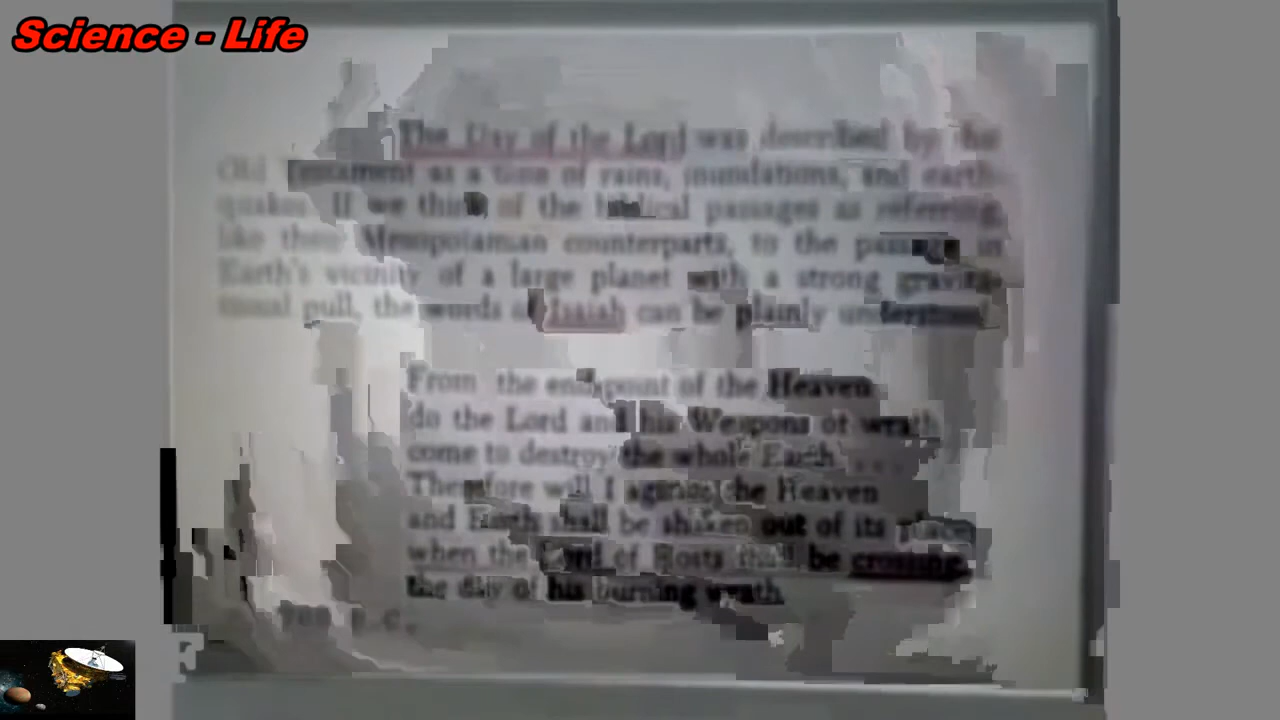 Science - Life
The Day of the Lord was described by the
Old Testament as a time of rains, inundations, and earth-
quakes. If we think of the biblical passages as referring,
like their Mesopotamian counterparts, to the passage in
Earth's vicinity of a large planet with a strong gravita-
tional pull, the words of Isaiah can be plainly understood:
From the end-point of the Heaven
do the Lord and his Weapons of wrath
come to destroy the whole Earth . . . .
Therefore will I agitate the Heaven
and Earth shall be shaken out of its place
when the Lord of Hosts shall be crossing,
the day of his burning wrath